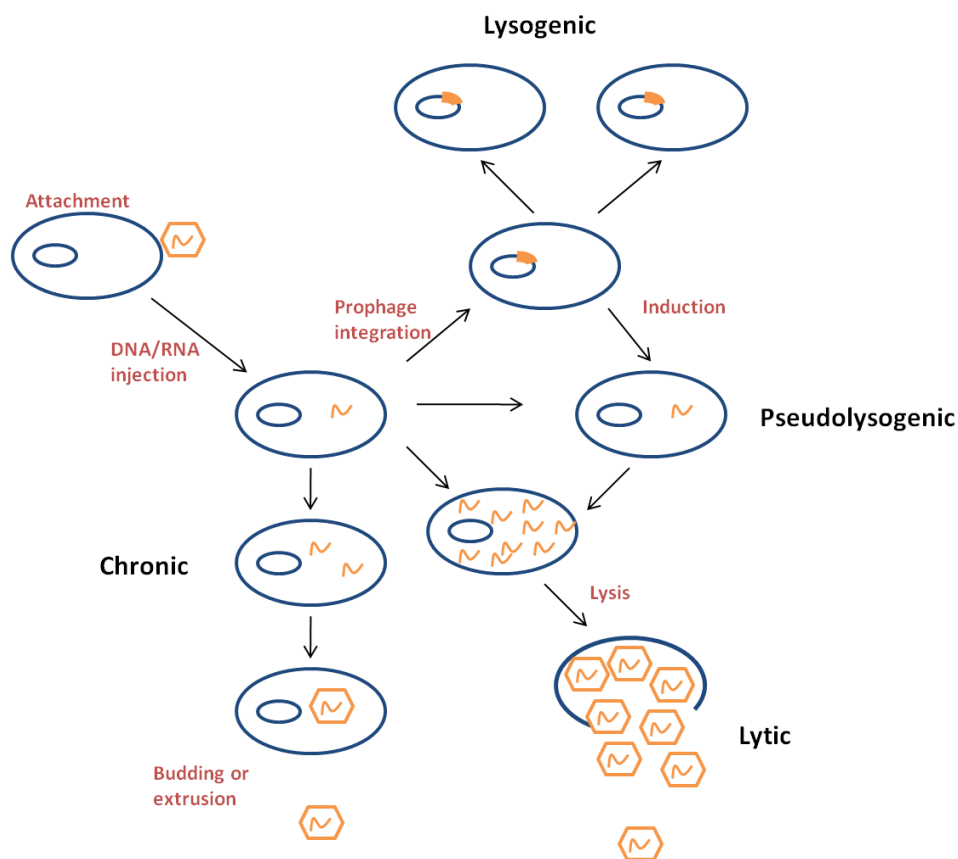 Lysogenic
Attachment
Prophage
integration
Induction
DNA/RNA
injection
Pseudolysogenic
Chronic
Lysis
Lytic
Budding or
extrusion